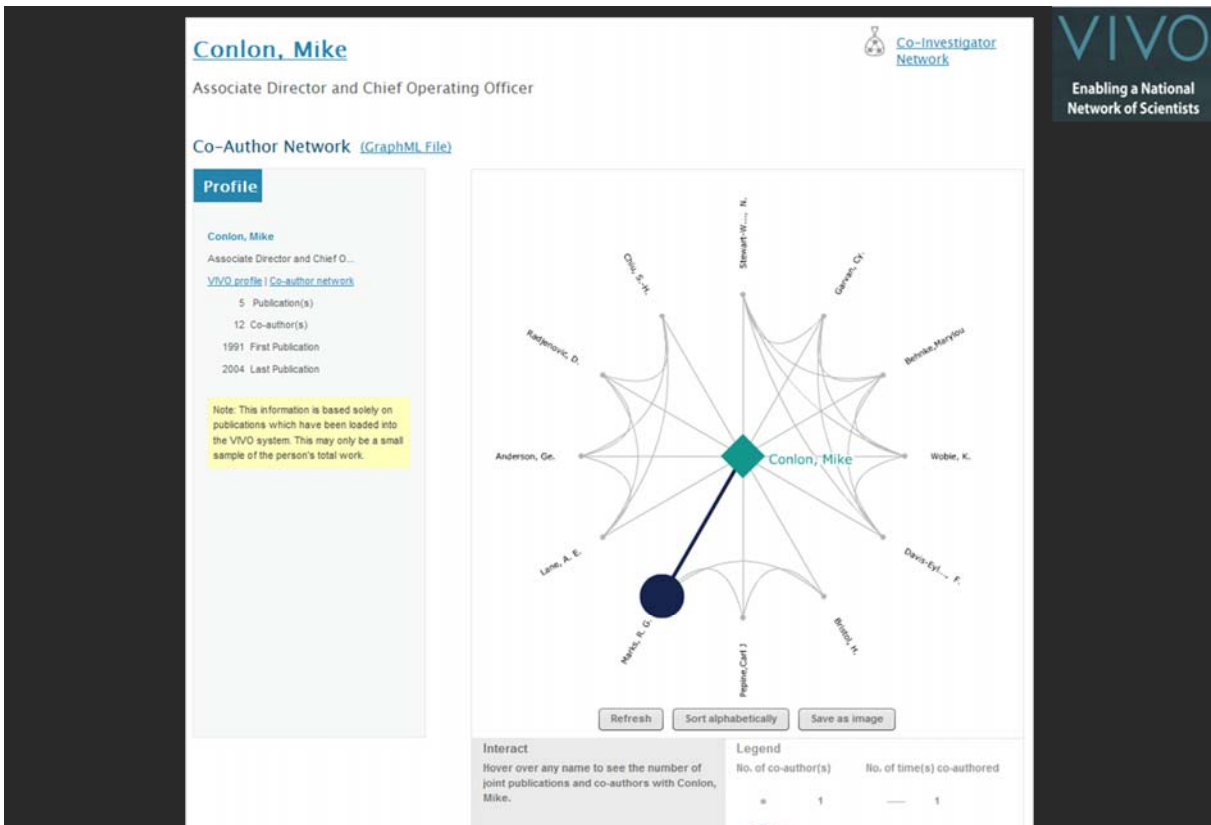 Conlon, Mike
Co-Investigator
Network
VIVO
Enabling a National
Network of Scientists
Associate Director and Chief Operating Officer
Co-Author Network (GraphML File)
Profile
Conlon, Mike
Associate Director and Chief O...
VIVO profile | Co-author network
5 Publication(s)
12 Co-author(s)
1991 First Publication
2004 Last Publication
Note: This information is based solely on
publications which have been loaded into
the VIVO system. This may only be a small
sample of the person's total work.
Stewart-W..., N.
Garvan, Cy.
Behnke,Marylou
Wobie, K.
Davis-Eyl..., F.
Bristol, H.
Pepine,Carl J
Marks, R. G.
Lane, A. E.
Anderson, Ge.
Radjenovic, D.
Chiu, S.-H.
Conlon, Mike
Refresh
Sort alphabetically
Save as image
Interact
Hover over any name to see the number of
joint publications and co-authors with Conlon,
Mike.
Legend
No. of co-author(s) No. of time(s) co-authored
1 1